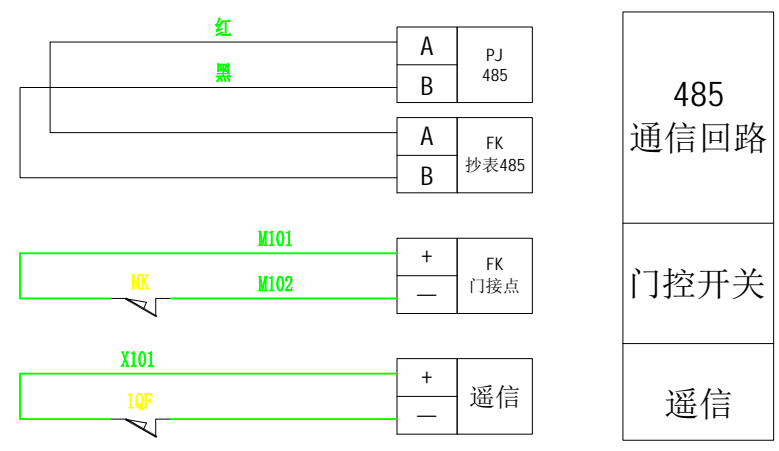 红
A
PJ
485
黑
B
A
FK
抄表485
B
485
通信回路
M101
+
FK
门接点
MK
M102
—
门控开关
X101
+
遥信
1QF
—
遥信